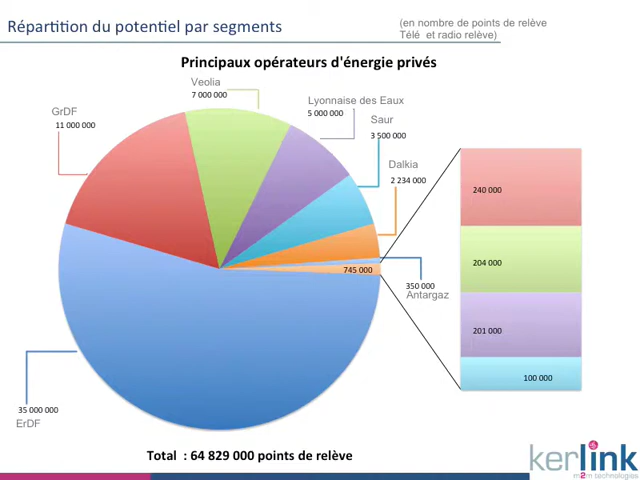 Répartition du potentiel par segments
(en nombre de points de relève
Télé et radio relève)
Principaux opérateurs d'énergie privés
Veolia
7 000 000
Lyonnaise des Eaux
5 000 000
GrDF
11 000 000
Saur
3 500 000
Dalkia
2 234 000
240 000
204 000
745 000
350 000
Antargaz
201 000
100 000
35 000 000
ErDF
Total : 64 829 000 points de relève
kerlink
m2m technologies